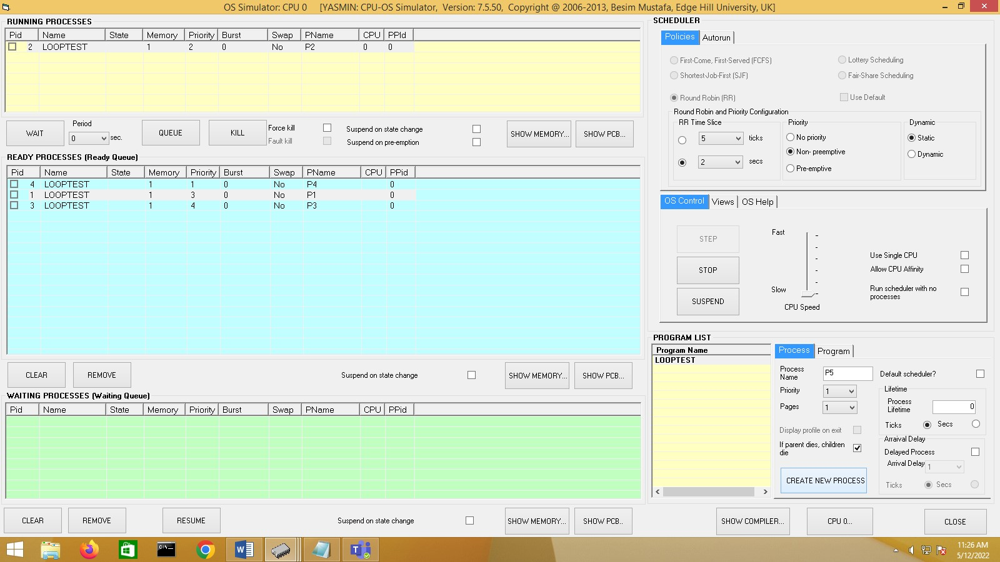 OS Simulator: CPU 0 [YASMIN: CPU-OS Simulator, Version: 7.5.50, Copyright @ 2006-2013, Besim Mustafa, Edge Hill University, UK]
RUNNING PROCESSES
Pid Name State Memory Priority Burst Swap PName CPU PPId
2 LOOPTEST 1 2 0 No P2 0 0
WAIT
Period
0 sec.
QUEUE
KILL
Force kill
Fault kill
Suspend on state change
Suspend on pre-emption
SHOW MEMORY...
SHOW PCB...
READY PROCESSES (Ready Queue)
Pid Name State Memory Priority Burst Swap PName CPU PPid
4 LOOPTEST 1 1 0 No P4 0
1 LOOPTEST 1 3 0 No P1 0
3 LOOPTEST 1 4 0 No P3 0
CLEAR
REMOVE
Suspend on state change
SHOW MEMORY...
SHOW PCB...
WAITING PROCESSES (Waiting Queue)
Pid Name State Memory Priority Burst Swap PName CPU PPid
CLEAR
REMOVE
RESUME
Suspend on state change
SHOW MEMORY...
SHOW PCB..
SCHEDULER
Policies Autorun
First-Come, First-Served (FCFS)
Lottery Scheduling
Shortest-Job-First (SJF)
Fair-Share Scheduling
Round Robin (RR)
Use Default
Round Robin and Priority Configuration
RR Time Slice
5 ticks
2 secs
Priority
No priority
Non- preemptive
Pre-emptive
Dynamic
Static
Dynamic
OS Control Views OS Help
STEP
STOP
SUSPEND
Fast
Slow
CPU Speed
Use Single CPU
Allow CPU Affinity
Run scheduler with no
processes
PROGRAM LIST
Program Name
LOOPTEST
Process Program
Process
Name
P5
Priority
1
Pages
1
Display profile on exit
If parent dies, children
die
CREATE NEW PROCESS
Default scheduler?
Lifetime
Process
Lifetime
0
Ticks Secs
Arraival Delay
Delayed Process
Arrival Delay 1
Ticks Secs
SHOW COMPILER...
CPU 0...
CLOSE
11:26 AM
5/12/2022